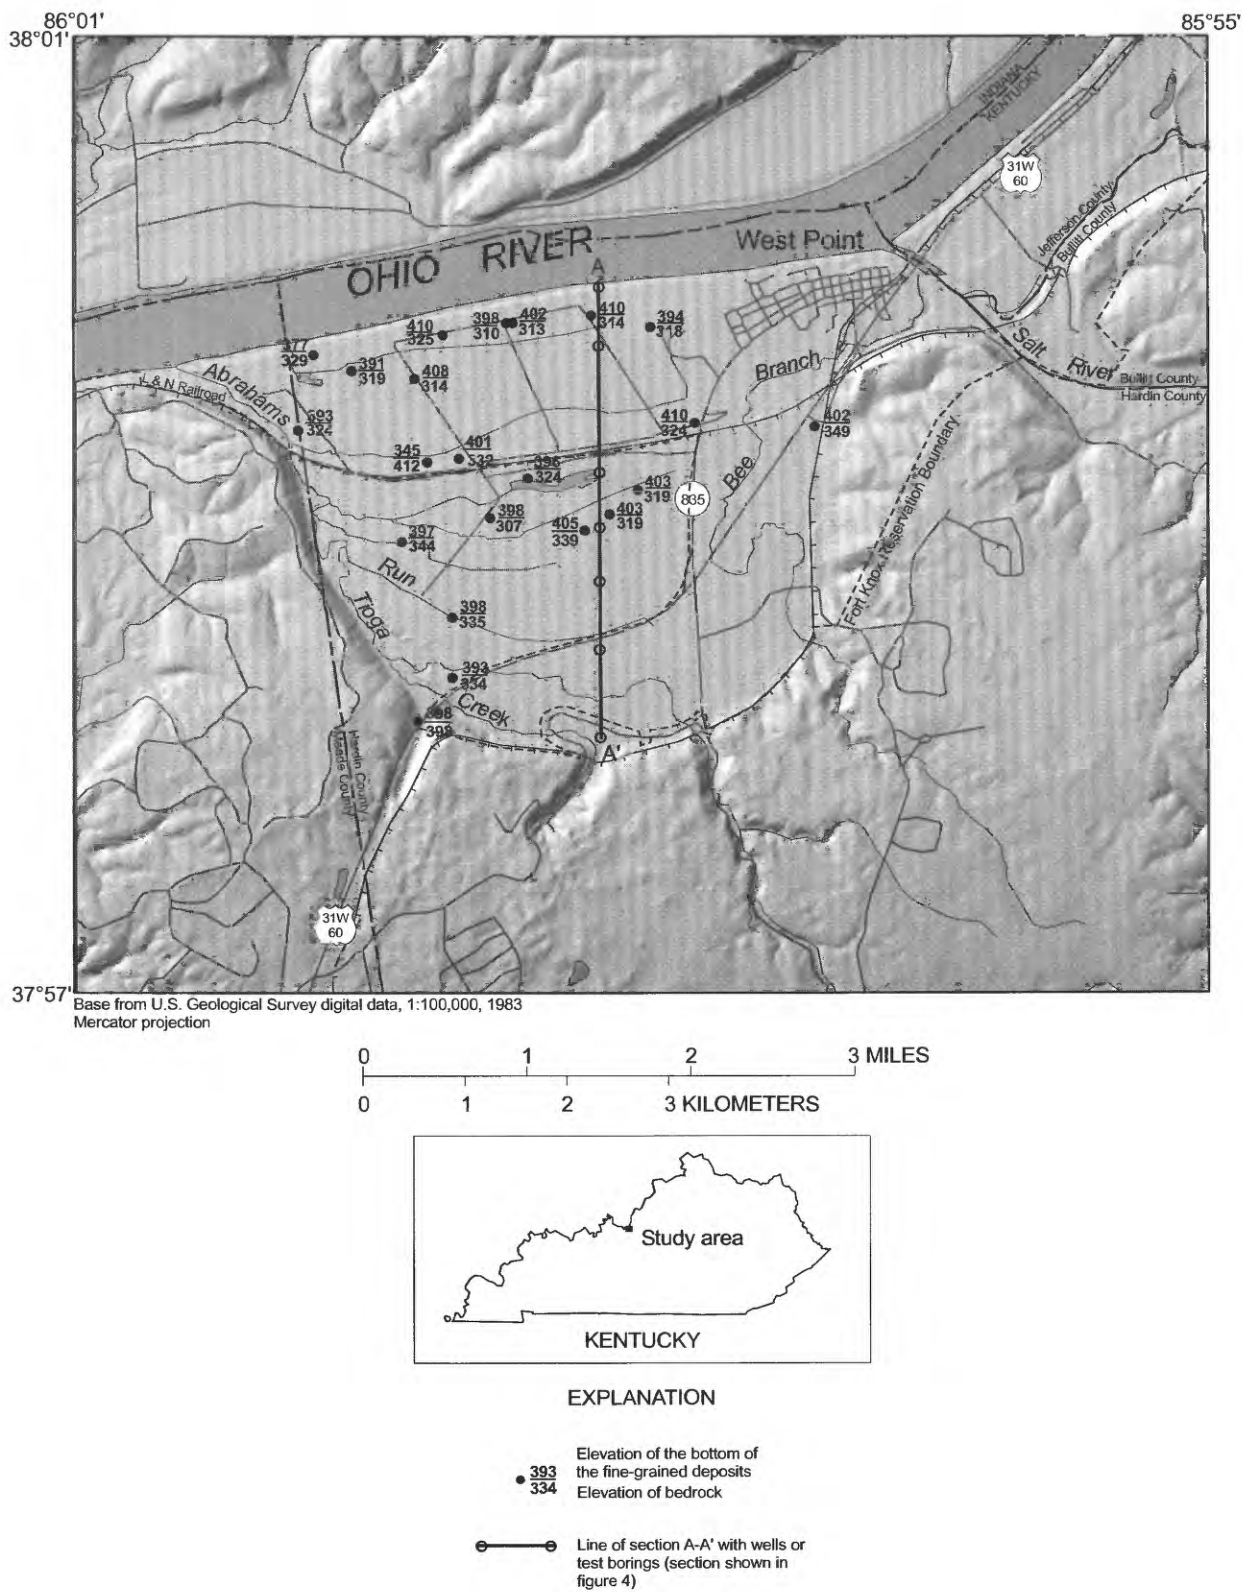 86°01'
85°55'
38°01'
INDIANA
KENTUCKY
31W
60
Jefferson County
Bullitt County
OHIO RIVER
West Point
A
410
314
394
318
398
310
402
313
410
325
377
329
391
319
408
314
Abrahams
L & N Railroad
Branch
Salt
River
Bullitt County
Hardin County
693
324
410
324
402
349
345
412
401
332
396
324
403
319
835
Bee
398
307
405
339
403
319
397
344
Run
Fort Knox Reservation Boundary
Tioga
398
335
393
334
Creek
398
398
A'
Hardin County
Meade County
31W
60
37°57'
Base from U.S. Geological Survey digital data, 1:100,000, 1983
Mercator projection
0 1 2 3 MILES
0 1 2 3 KILOMETERS
Study area
KENTUCKY
EXPLANATION
393
334
Elevation of the bottom of
the fine-grained deposits
Elevation of bedrock
Line of section A-A' with wells or
test borings (section shown in
figure 4)